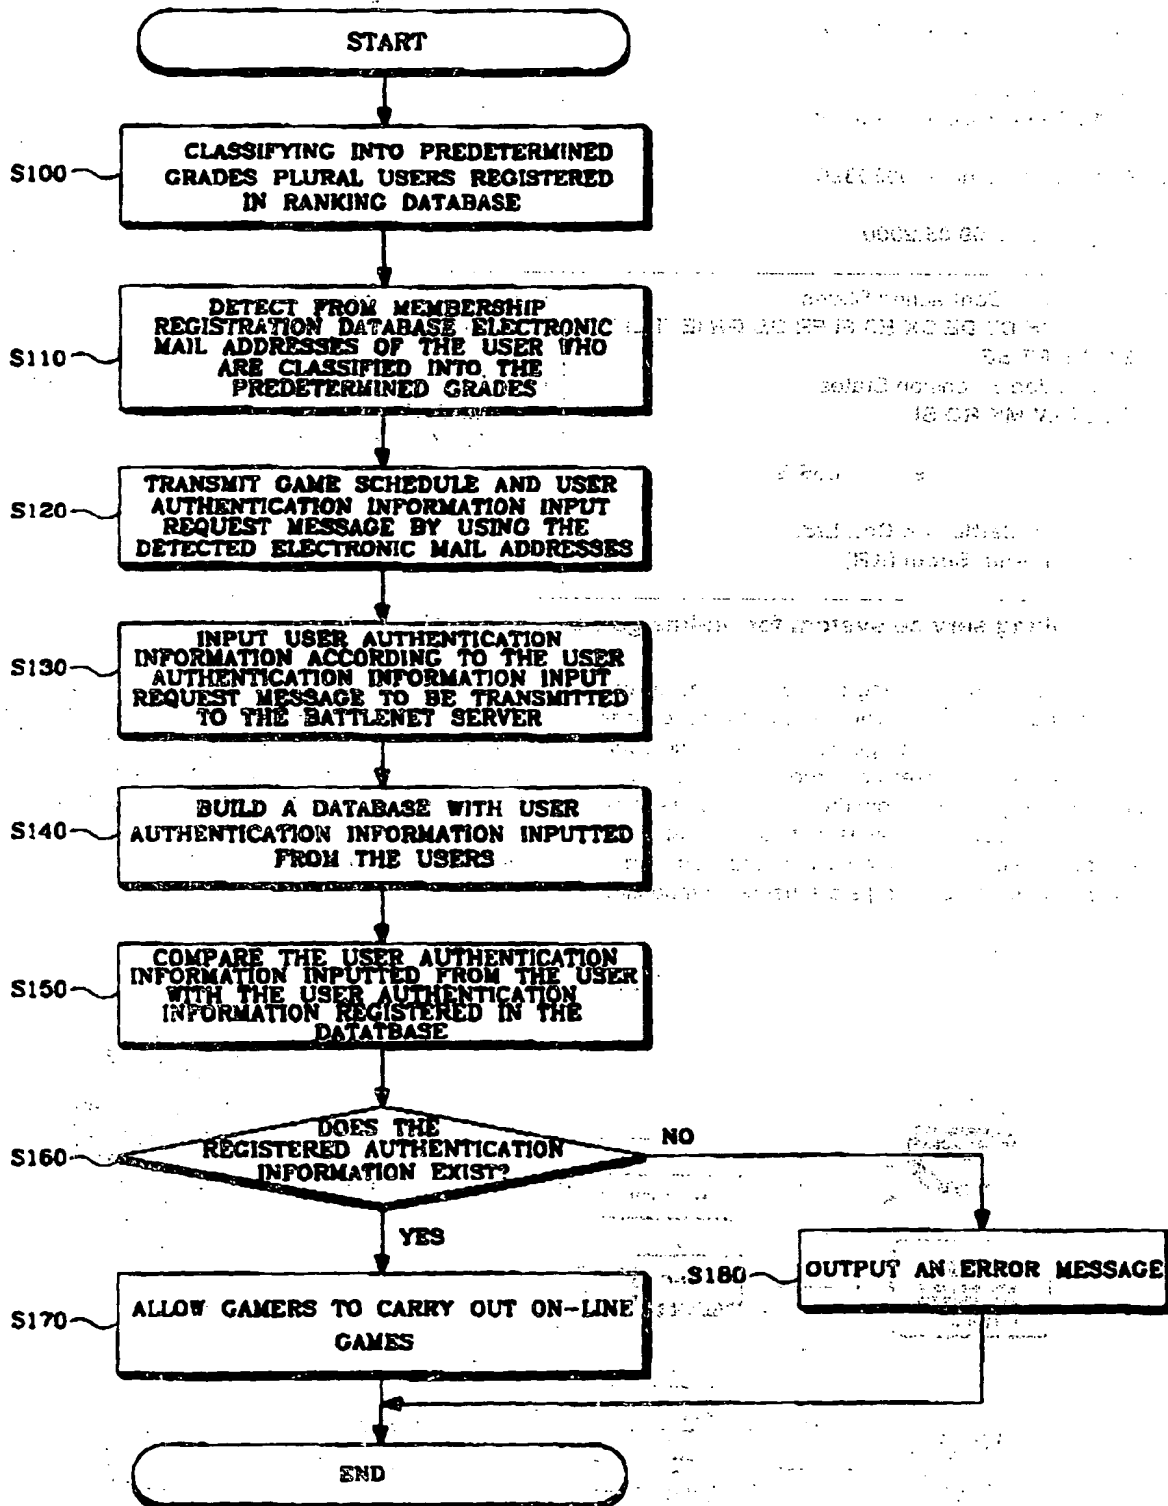 START
S100
CLASSIFYING INTO PREDETERMINED
GRADES PLURAL USERS REGISTERED
IN RANKING DATABASE
S110
DETECT FROM MEMBERSHIP
REGISTRATION DATABASE ELECTRONIC
MAIL ADDRESSES OF THE USER WHO
ARE CLASSIFIED INTO THE
PREDETERMINED GRADES
S120
TRANSMIT GAME SCHEDULE AND USER
AUTHENTICATION INFORMATION INPUT
REQUEST MESSAGE BY USING THE
DETECTED ELECTRONIC MAIL ADDRESSES
S130
INPUT USER AUTHENTICATION
INFORMATION ACCORDING TO THE USER
AUTHENTICATION INFORMATION INPUT
REQUEST MESSAGE TO BE TRANSMITTED
TO THE BATTLENET SERVER
S140
BUILD A DATABASE WITH USER
AUTHENTICATION INFORMATION INPUTTED
FROM THE USERS
S150
COMPARE THE USER AUTHENTICATION
INFORMATION INPUTTED FROM THE USER
WITH THE USER AUTHENTICATION
INFORMATION REGISTERED IN THE
DATATBASE
S160
DOES THE
REGISTERED AUTHENTICATION
INFORMATION EXIST?
NO
YES
S180
OUTPUT AN ERROR MESSAGE
S170
ALLOW GAMERS TO CARRY OUT ON-LINE
GAMES
END